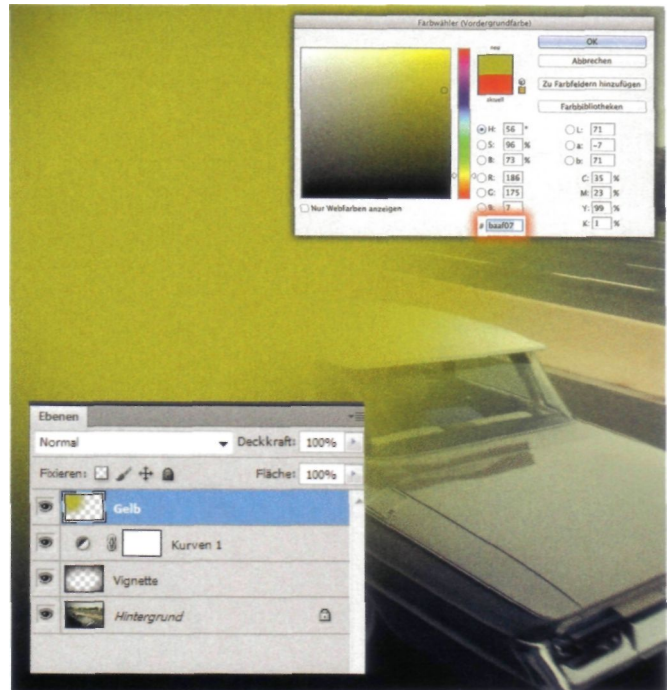 Farbwähler (Vordergrundfarbe)
neu
aktuell
OK
Abbrechen
Zu Farbfeldern hinzufügen
Farbbibliotheken
H: 56 °
S: 96 %
B: 73 %
R: 186
G: 175
B: 7
# baaf07
L: 71
a: -7
b: 71
C: 35 %
M: 23 %
Y: 99 %
K: 1 %
Nur Webfarben anzeigen
Ebenen
Normal
Deckkraft: 100%
Fixieren:
Fläche: 100%
Gelb
Kurven 1
Vignette
Hintergrund